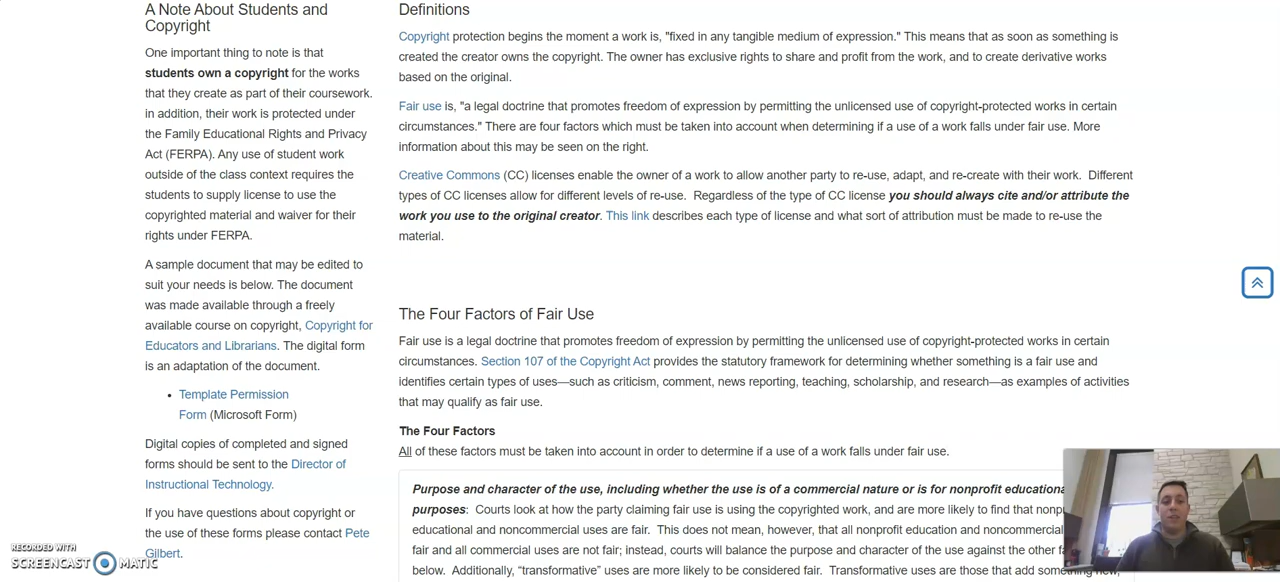 A Note About Students and
Copyright
One important thing to note is that
students own a copyright for the works
that they create as part of their coursework.
in addition, their work is protected under
the Family Educational Rights and Privacy
Act (FERPA). Any use of student work
outside of the class context requires the
students to supply license to use the
copyrighted material and waiver for their
rights under FERPA.
A sample document that may be edited to
suit your needs is below. The document
was made available through a freely
available course on copyright, Copyright for
Educators and Librarians. The digital form
is an adaptation of the document.
• Template Permission
Form (Microsoft Form)
Digital copies of completed and signed
forms should be sent to the Director of
Instructional Technology.
If you have questions about copyright or
the use of these forms please contact Pete
Gilbert.
Definitions
Copyright protection begins the moment a work is, "fixed in any tangible medium of expression." This means that as soon as something is
created the creator owns the copyright. The owner has exclusive rights to share and profit from the work, and to create derivative works
based on the original.
Fair use is, "a legal doctrine that promotes freedom of expression by permitting the unlicensed use of copyright-protected works in certain
circumstances." There are four factors which must be taken into account when determining if a use of a work falls under fair use. More
information about this may be seen on the right.
Creative Commons (CC) licenses enable the owner of a work to allow another party to re-use, adapt, and re-create with their work. Different
types of CC licenses allow for different levels of re-use. Regardless of the type of CC license you should always cite and/or attribute the
work you use to the original creator. This link describes each type of license and what sort of attribution must be made to re-use the
material.
The Four Factors of Fair Use
Fair use is a legal doctrine that promotes freedom of expression by permitting the unlicensed use of copyright-protected works in certain
circumstances. Section 107 of the Copyright Act provides the statutory framework for determining whether something is a fair use and
identifies certain types of uses—such as criticism, comment, news reporting, teaching, scholarship, and research—as examples of activities
that may qualify as fair use.
The Four Factors
All of these factors must be taken into account in order to determine if a use of a work falls under fair use.
Purpose and character of the use, including whether the use is of a commercial nature or is for nonprofit educationa
purposes: Courts look at how the party claiming fair use is using the copyrighted work, and are more likely to find that nonp
educational and noncommercial uses are fair. This does not mean, however, that all nonprofit education and noncommercial
fair and all commercial uses are not fair; instead, courts will balance the purpose and character of the use against the other fa
below. Additionally, "transformative" uses are more likely to be considered fair. Transformative uses are those that add something new,
RECORDED WITH
SCREENCAST MATIC